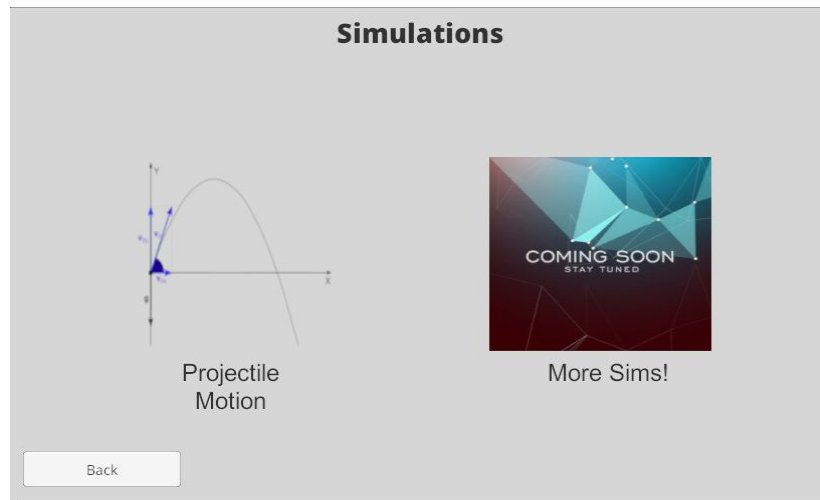 Simulations
Y
X
g
COMING SOON
STAY TUNED
Projectile
Motion
More Sims!
Back